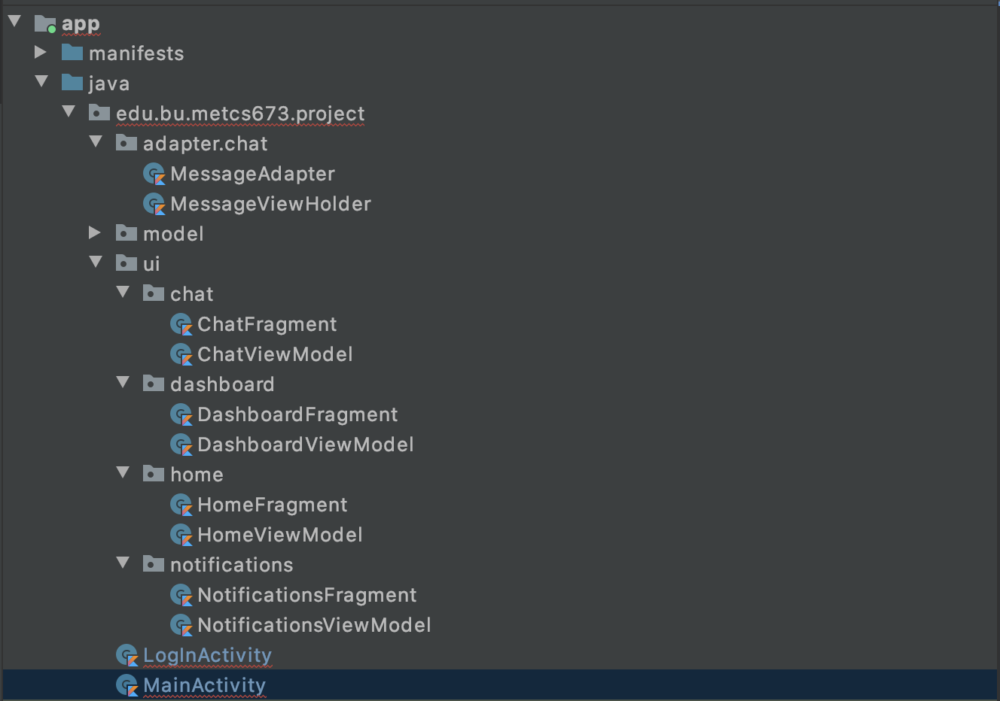 app
manifests
java
edu.bu.metcs673.project
adapter.chat
MessageAdapter
MessageViewHolder
model
ui
chat
ChatFragment
ChatViewModel
dashboard
DashboardFragment
DashboardViewModel
home
HomeFragment
HomeViewModel
notifications
NotificationsFragment
NotificationsViewModel
LogInActivity
MainActivity